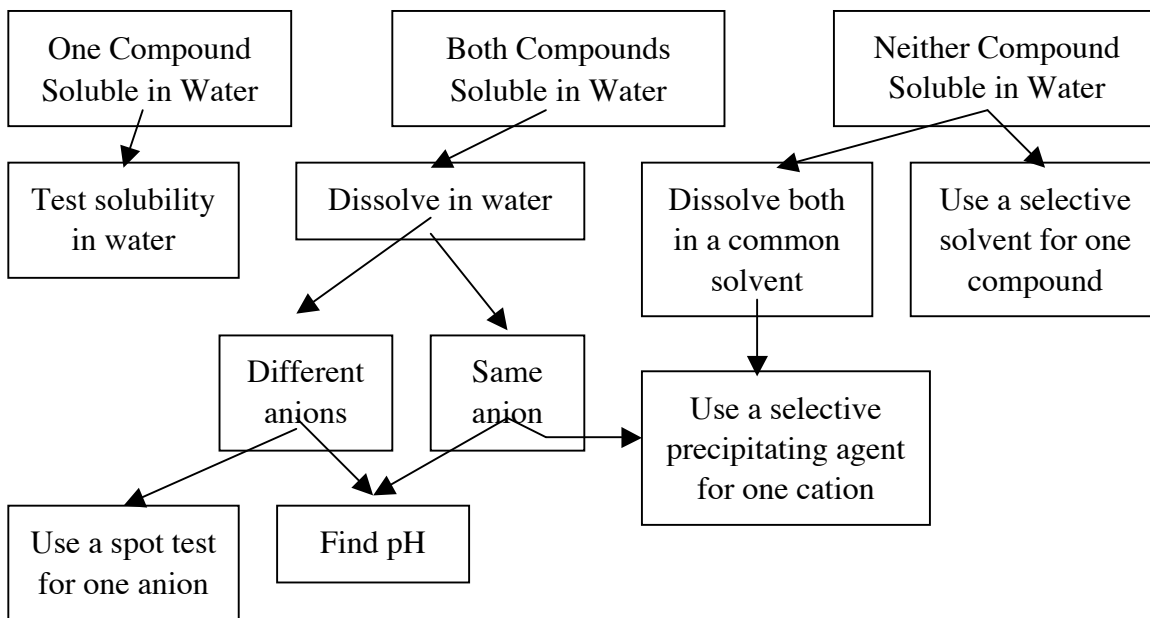 One Compound
Soluble in Water
Both Compounds
Soluble in Water
Neither Compound
Soluble in Water
Test solubility
in water
Dissolve in water
Dissolve both
in a common
solvent
Use a selective
solvent for one
compound
Different
anions
Same
anion
Use a selective
precipitating agent
for one cation
Use a spot test
for one anion
Find pH